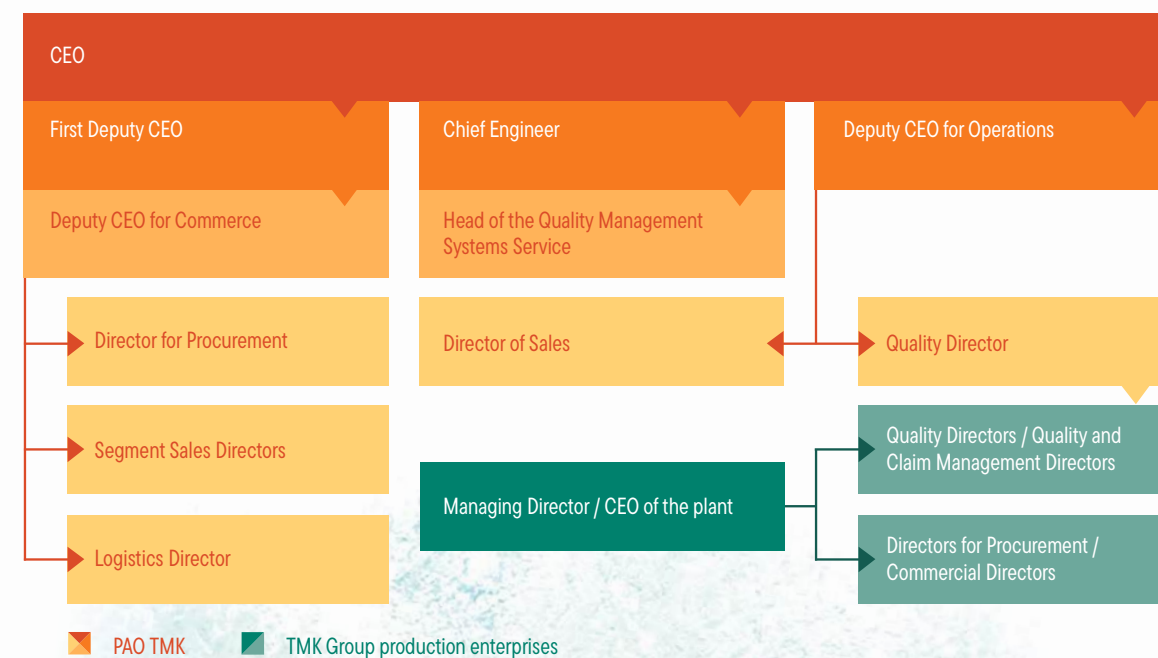 CEO
First Deputy CEO
Chief Engineer
Deputy CEO for Operations
Deputy CEO for Commerce
Head of the Quality Management
Systems Service
Director for Procurement
Director of Sales
Quality Director
Segment Sales Directors
Quality Directors / Quality and
Claim Management Directors
Managing Director / CEO of the plant
Logistics Director
Directors for Procurement /
Commercial Directors
PAO TMK
TMK Group production enterprises